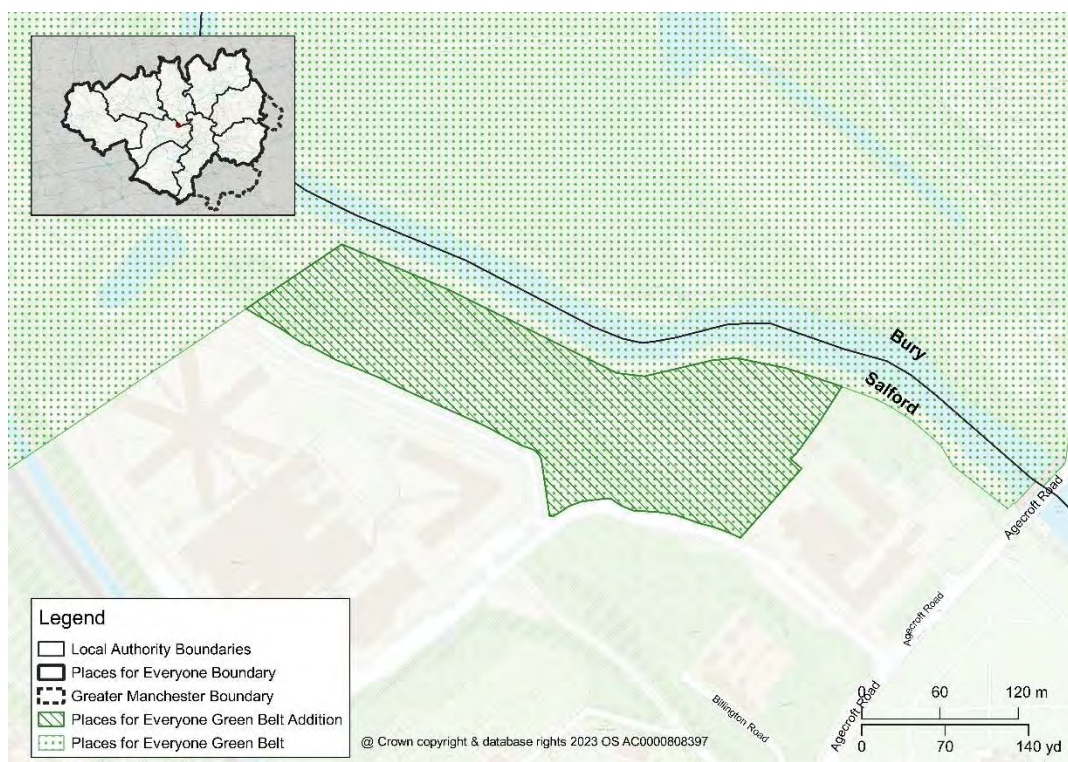 Bury
Salford
Agecroft Road
Agecroft Road
Agecroft Road
Billington Road
Legend
Local Authority Boundaries
Places for Everyone Boundary
Greater Manchester Boundary
Places for Everyone Green Belt Addition
Places for Everyone Green Belt
@ Crown copyright & database rights 2023 OS AC0000808397
0 60 120 m
0 70 140 yd